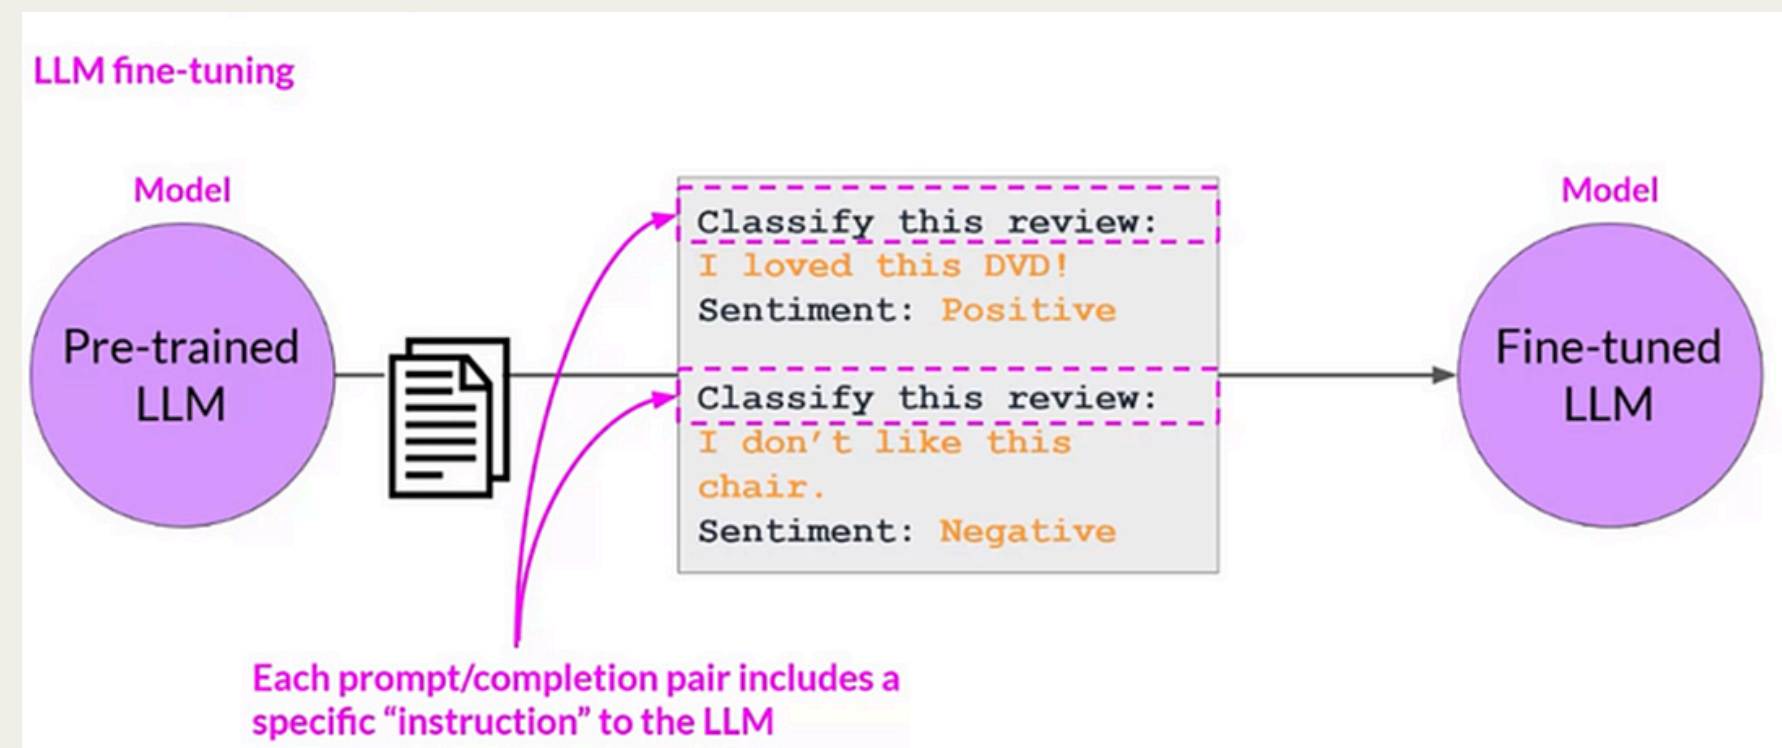 LLM fine-tuning
Model
Pre-trained
LLM
Classify this review:
I loved this DVD!
Sentiment: Positive
Classify this review:
I don’t like this
chair.
Sentiment: Negative
Model
Fine-tuned
LLM
Each prompt/completion pair includes a
specific “instruction” to the LLM